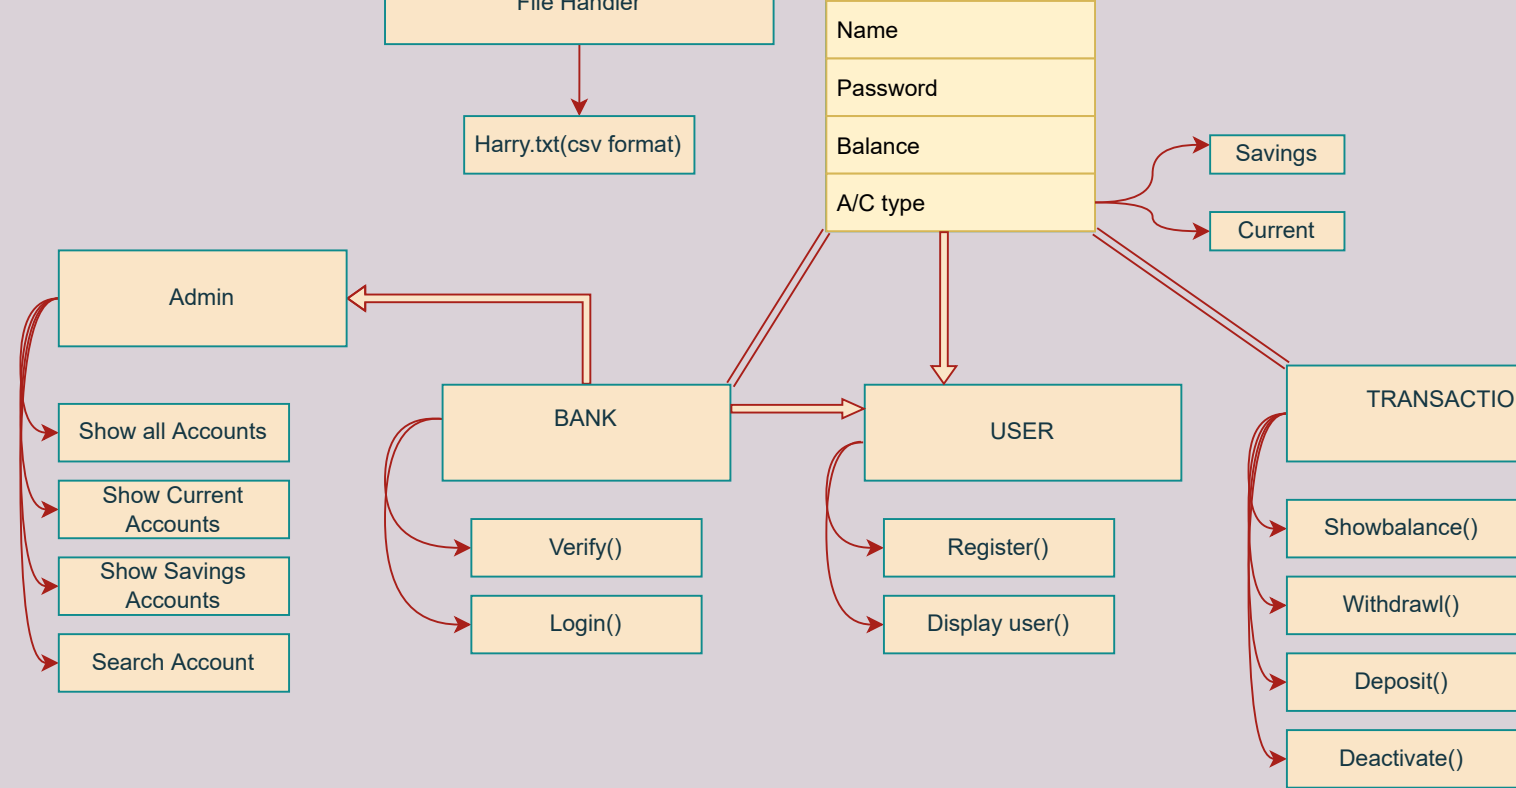 File Handler
Name
Password
Harry.txt(csv format)
Balance
Savings
A/C type
Current
Admin
BANK
USER
TRANSACTIO
Show all Accounts
Show Current
Accounts
Show Savings
Accounts
Search Account
Verify()
Login()
Register()
Display user()
Showbalance()
Withdrawl()
Deposit()
Deactivate()